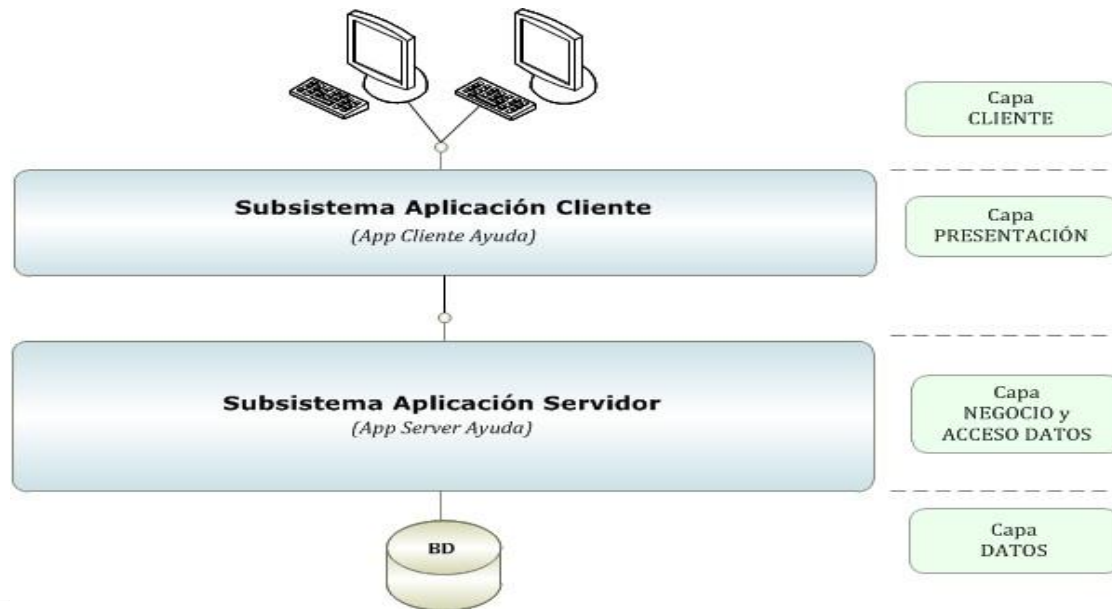 Capa
CLIENTE
Subsistema Aplicación Cliente
(App Cliente Ayuda)
Capa
PRESENTACIÓN
Subsistema Aplicación Servidor
(App Server Ayuda)
Capa
NEGOCIO y
ACCESO DATOS
BD
Capa
DATOS